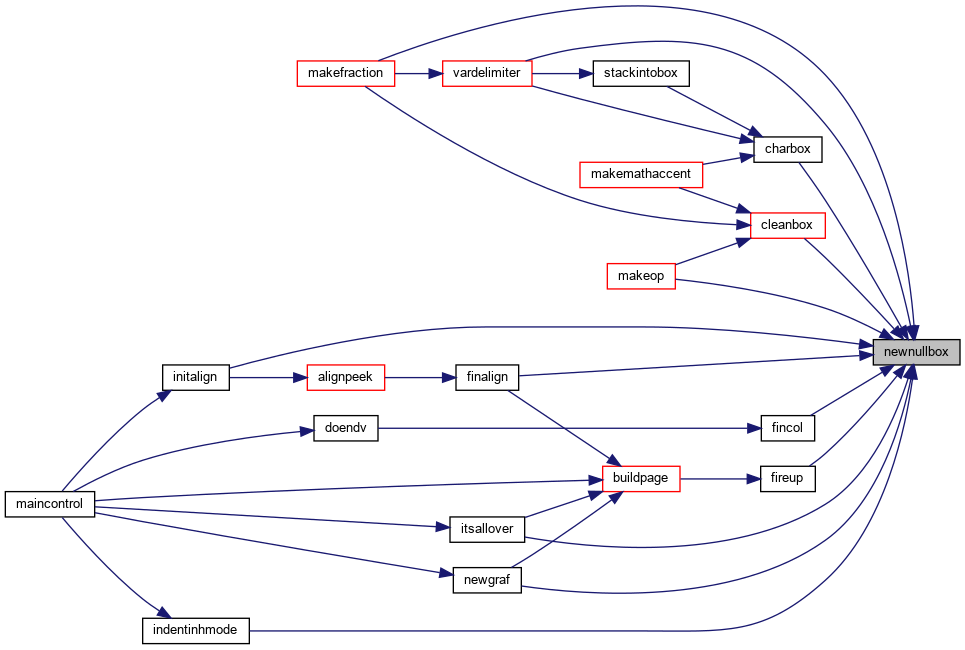 makefraction
vardelimiter
stackintobox
charbox
makemathaccent
cleanbox
makeop
newnullbox
initalign
alignpeek
finalign
doendv
fincol
maincontrol
buildpage
fireup
itsallover
newgraf
indentinhmode